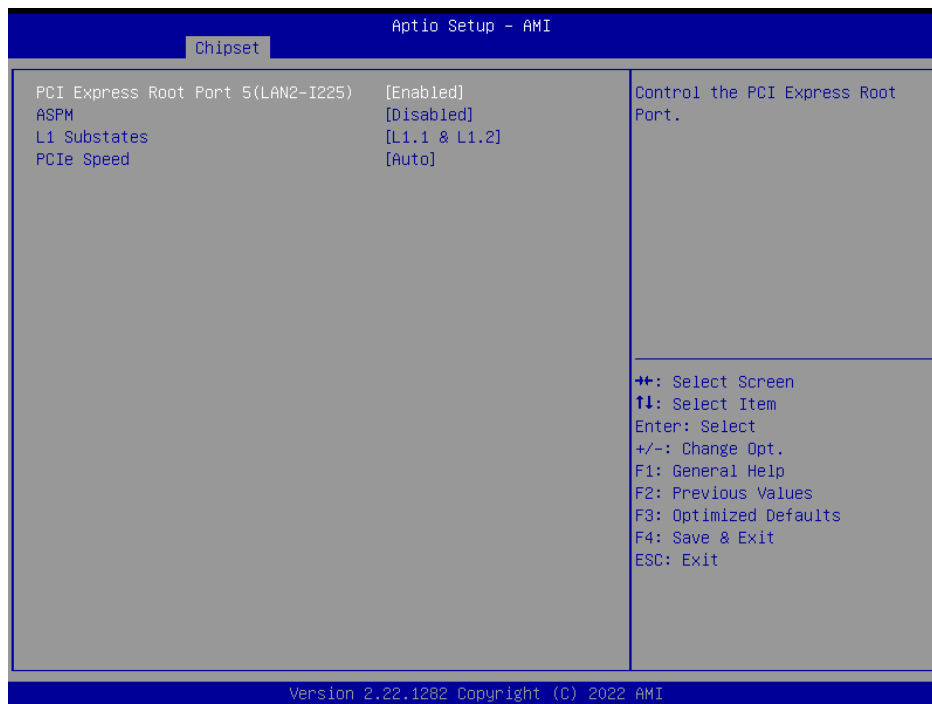 Aptio Setup - AMI
Chipset
PCI Express Root Port 5(LAN2-I225) [Enabled]
ASPM [Disabled]
L1 Substates [L1.1 & L1.2]
PCIe Speed [Auto]
Control the PCI Express Root
Port.
→←: Select Screen
↑↓: Select Item
Enter: Select
+/-: Change Opt.
F1: General Help
F2: Previous Values
F3: Optimized Defaults
F4: Save & Exit
ESC: Exit
Version 2.22.1282 Copyright (C) 2022 AMI